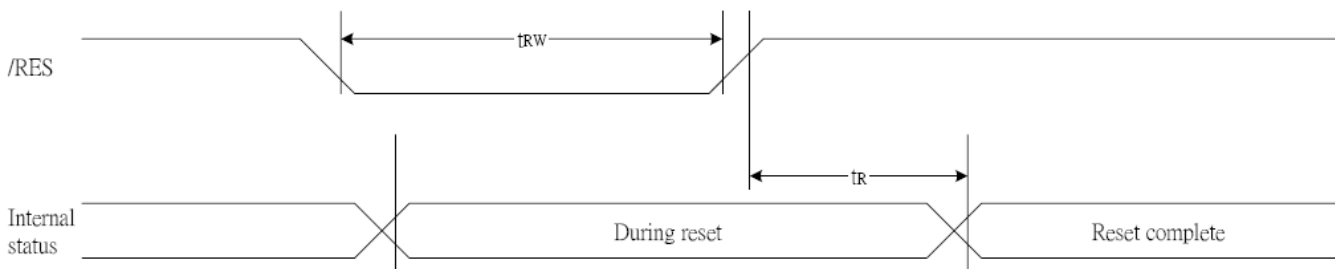 tRW
/RES
tR
Internal
status
During reset
Reset complete